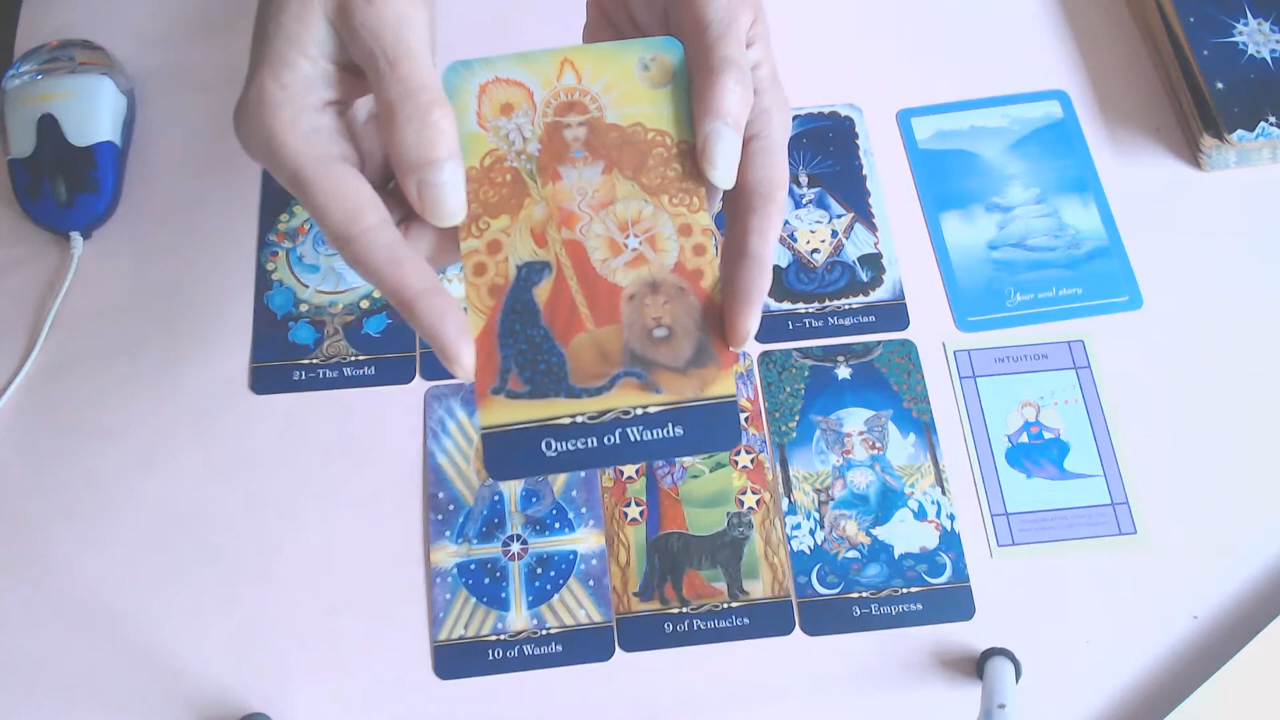 Queen of Wands
1~The Magician
Your soul story
21~The World
INTUITION
10 of Wands
9 of Pentacles
3~Empress